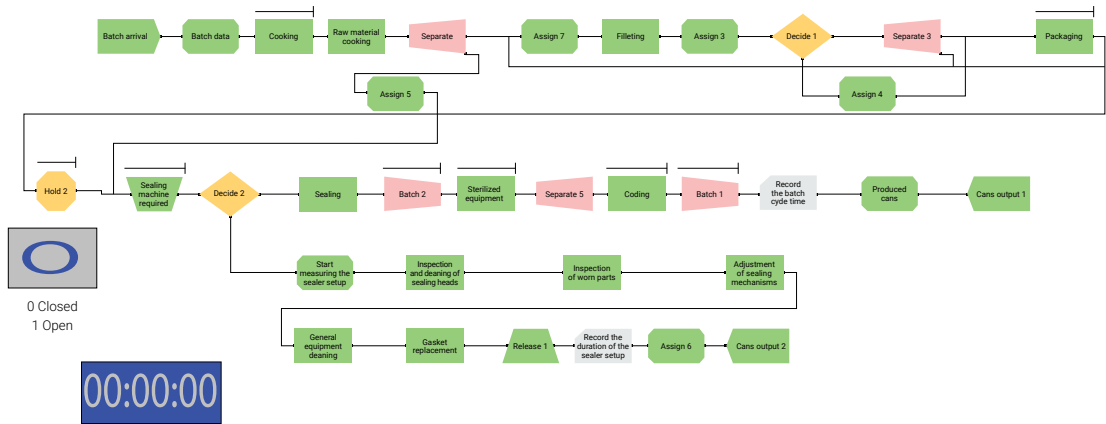 Batch arrival
Batch data
Cooking
Raw material
cooking
Separate
Assign 7
Filleting
Assign 3
Decide 1
Separate 3
Packaging
Assign 5
Assign 4
Hold 2
Sealing
machine
required
Decide 2
Sealing
Batch 2
Sterilized
equipment
Separate 5
Coding
Batch 1
Record
the batch
cyde time
Produced
cans
Cans output 1
0 Closed
1 Open
Start
measuring the
sealer setup
Inspection
and deaning of
sealing heads
Inspection
of worn parts
Adjustment
of sealing
mechanisms
General
equipment
deaning
Gasket
replacement
Release 1
Record the
duration of the
sealer setup
Assign 6
Cans output 2
00:00:00